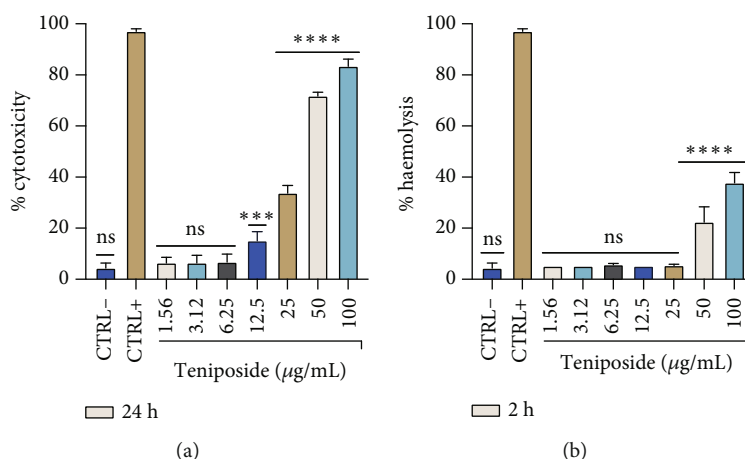 % cytotoxicity
100
80
60
40
20
0
ns
ns
***
****
CTRL−
CTRL+
1.56
3.12
6.25
12.5
25
50
100
Teniposide (μg/mL)
24 h
(a)
% haemolysis
100
80
60
40
20
0
ns
ns
****
CTRL−
CTRL+
1.56
3.12
6.25
12.5
25
50
100
Teniposide (μg/mL)
2 h
(b)